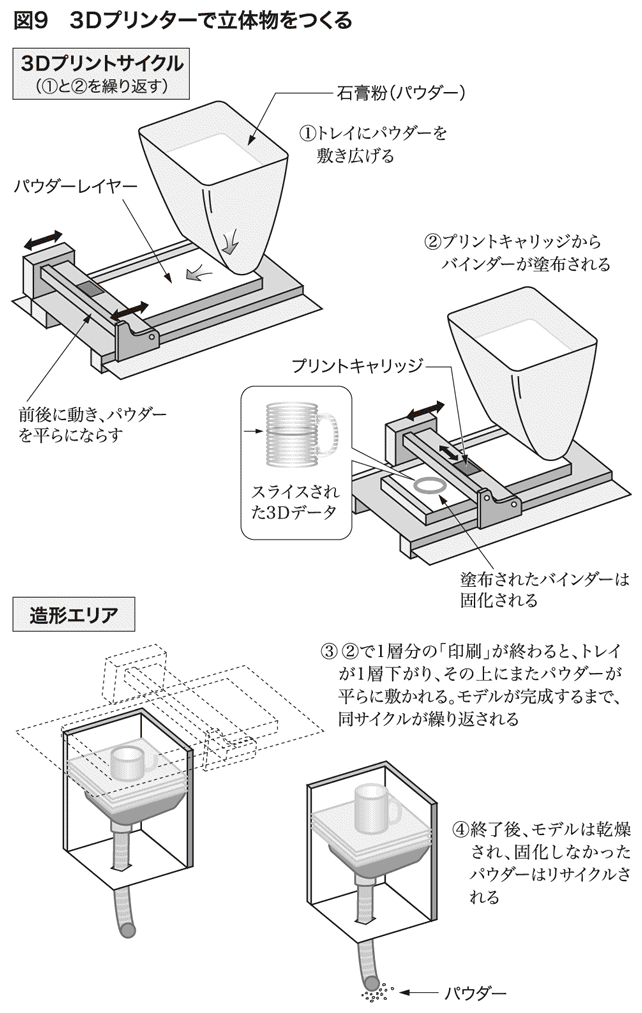 図9　3Dプリンターで立体物をつくる
3Dプリントサイクル
（①と②を繰り返す）
石膏粉（パウダー）
①トレイにパウダーを
敷き広げる
パウダーレイヤー
②プリントキャリッジから
バインダーが塗布される
プリントキャリッジ
前後に動き、パウダー
を平らにならす
スライスされ
た3Dデータ
塗布されたバインダーは
固化される
造形エリア
③ ②で1層分の「印刷」が終わると、トレイ
が1層下がり、その上にまたパウダーが
平らに敷かれる。モデルが完成するまで、
同サイクルが繰り返される
④終了後、モデルは乾燥
され、固化しなかった
パウダーはリサイクルさ
れる
パウダー